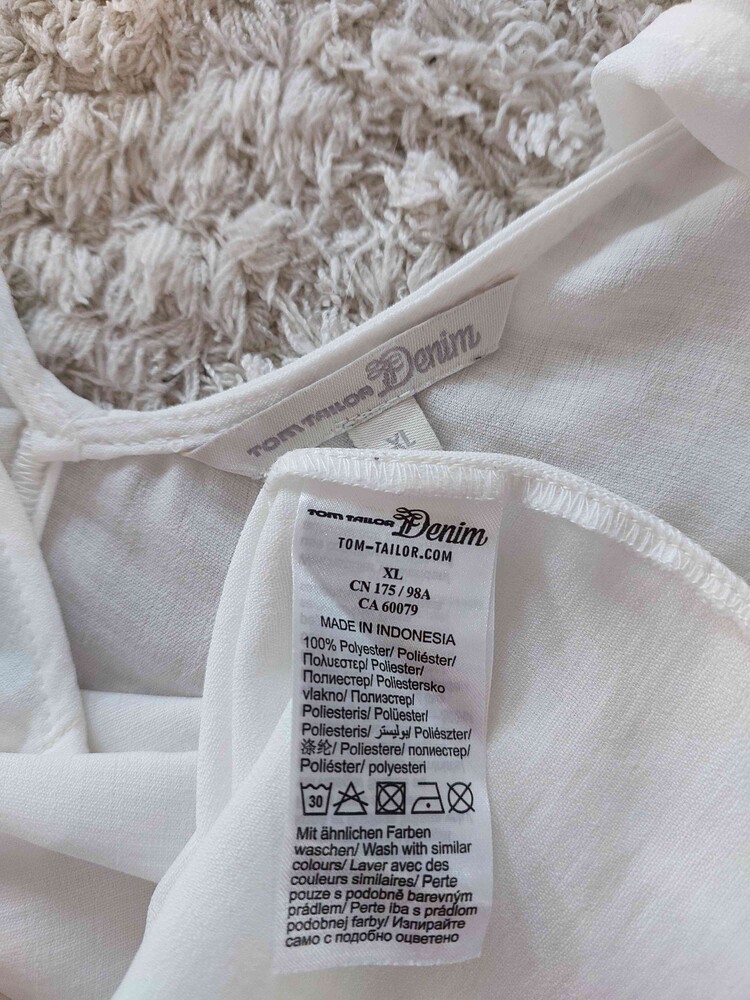 TOM TAILOR Denim
XL
TOM TAILOR Denim
TOM-TAILOR.COM
XL
CN 175 / 98A
CA 60079
MADE IN INDONESIA
100% Polyester/ Poliéster/
Полуестер/ Poliester/
Полиестер/ Poliestersko
vlakno/ Полиэстер/
Poliesteris/ Polüester/
Poliesteris/ بوليستر/ Poliészter/
涤纶/ Poliestere/ полиестер/
Poliéster/ polyesteri
30
Mit ähnlichen Farben
waschen/ Wash with similar
colours/ Laver avec des
couleurs similaires/ Perte
pouze s podobně barevným
prádlem/ Perte iba s prádlom
podobnej farby/ Изпирайте
само с подобно оцветено